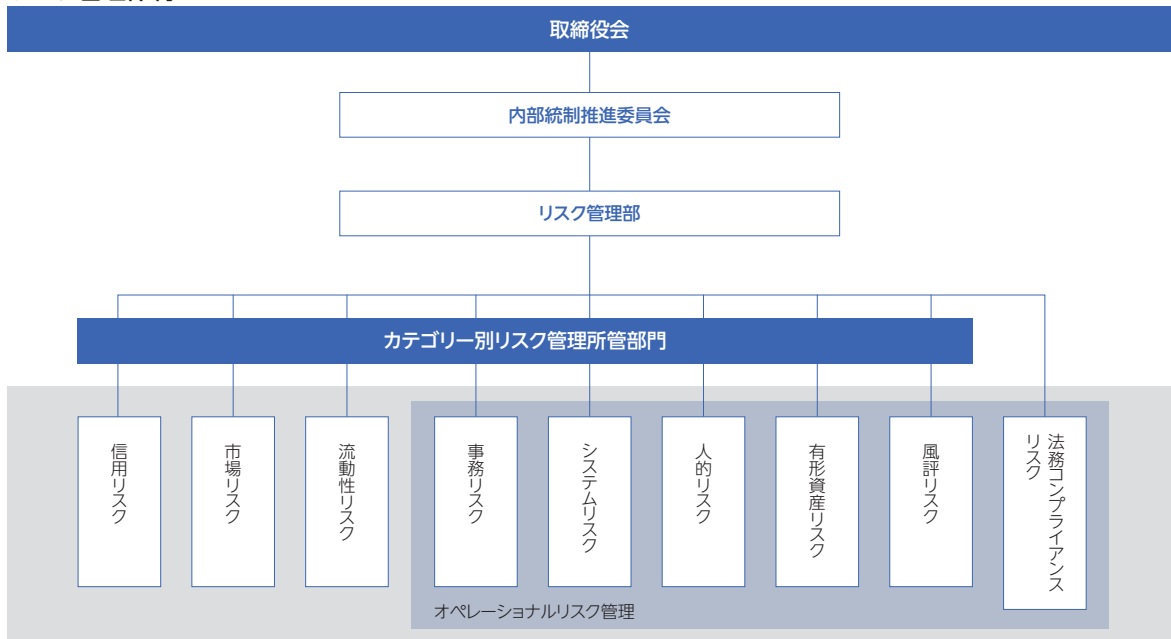 取締役会
内部統制推進委員会
リスク管理部
カテゴリー別リスク管理所管部門
信用リスク
市場リスク
流動性リスク
事務リスク
システムリスク
人的リスク
有形資産リスク
風評リスク
法務コンプライアンス
リスク
オペレーショナルリスク管理